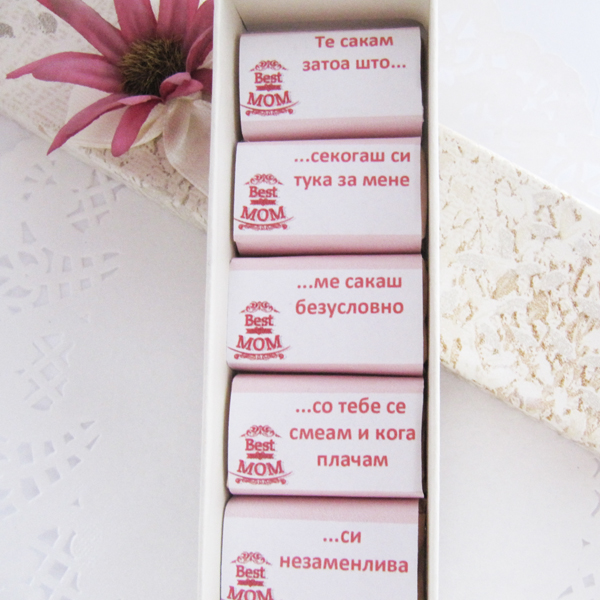 Те сакам
затоа што...
Best
MOM
...секогаш си
тука за мене
Best
MOM
...ме сакаш
безусловно
Best
MOM
...со тебе се
смеам и кога
плачам
Best
MOM
...си
незаменлива
Best
MOM